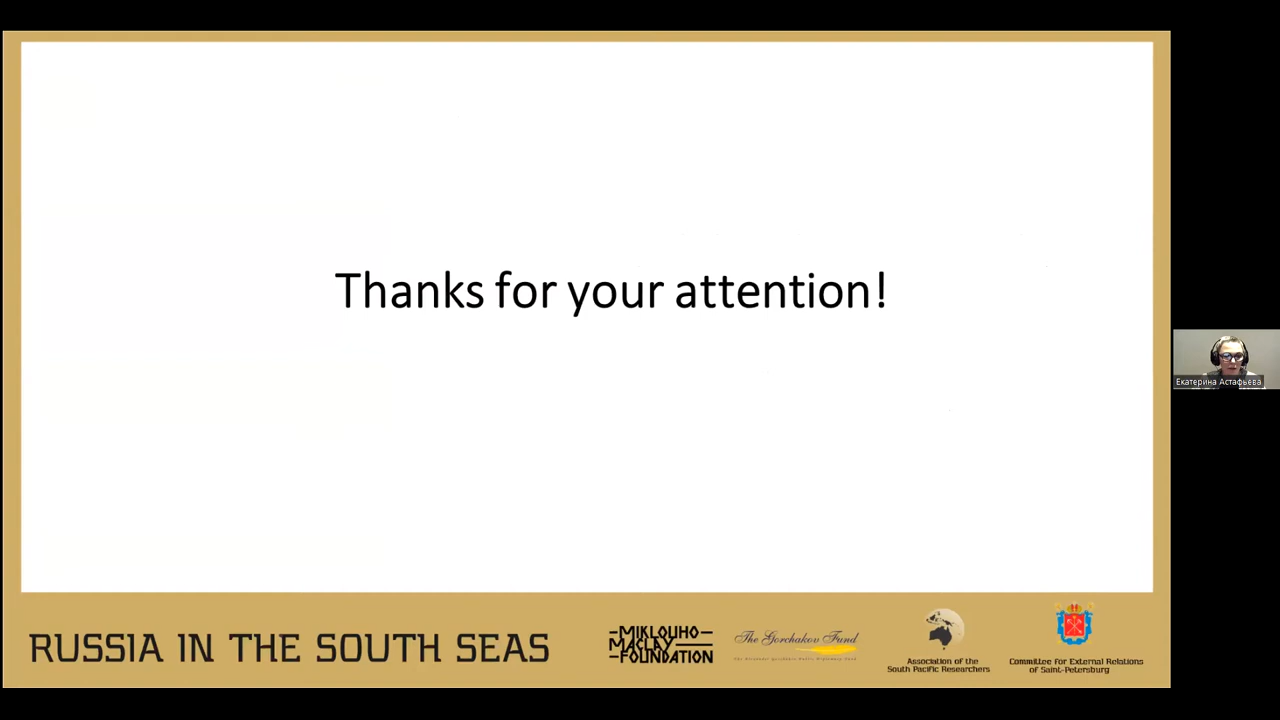 Thanks for your attention!
Екатерина Астафьева
RUSSIA IN THE SOUTH SEAS
MIKLOUHO
MACLAY
FOUNDATION
The Gorchakov Fund
Association of the
South Pacific Researchers
Committee for External Relations
of Saint-Petersburg